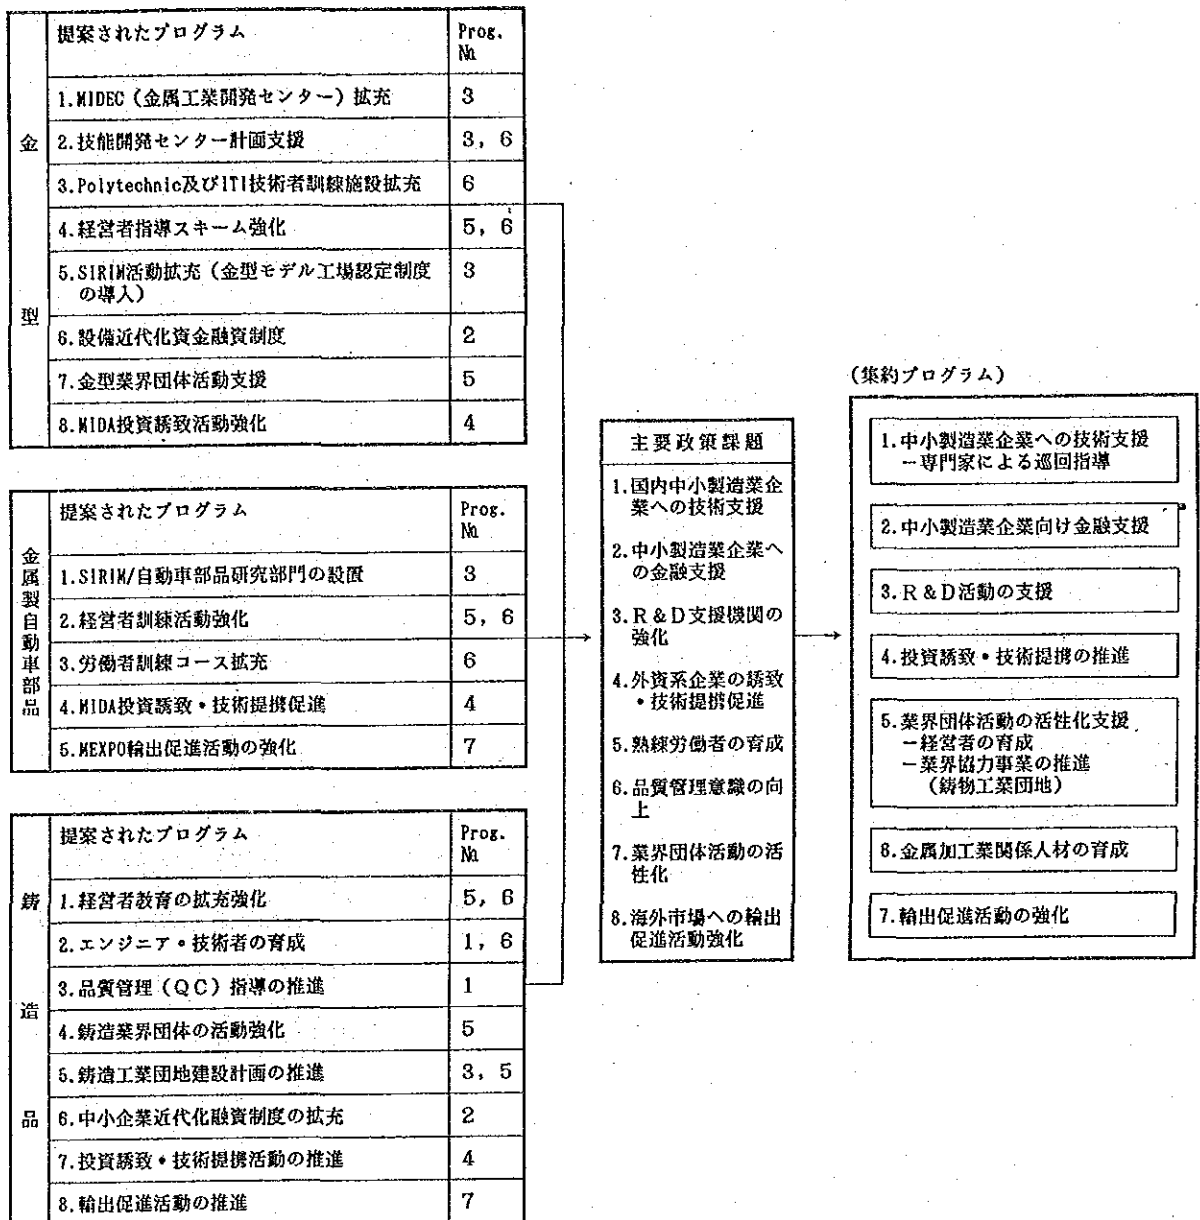 提案されたプログラム Prog. No.
金型
1.MIDEC（金属工業開発センター）拡充 3
2.技能開発センター計画支援 3, 6
3.Polytechnic及びITI技術者訓練施設拡充 6
4.経営者指導スキーム強化 5, 6
5.SIRIM活動拡充（金型モデル工場認定制度 3
の導入）
6.設備近代化資金融資制度 2
7.金型業界団体活動支援 5
8.MIDA投資誘致活動強化 4
提案されたプログラム Prog. No.
金属製自動車部品
1.SIRIM/自動車部品研究部門の設置 3
2.経営者訓練活動強化 5, 6
3.労働者訓練コース拡充 6
4.MIDA投資誘致・技術提携促進 4
5.MEXPO輸出促進活動の強化 7
提案されたプログラム Prog. No.
鋳造品
1.経営者教育の拡充強化 5, 6
2.エンジニア・技術者の育成 1, 6
3.品質管理（QC）指導の推進 1
4.鋳造業界団体の活動強化 5
5.鋳造工業団地建設計画の推進 3, 5
6.中小企業近代化融資制度の拡充 2
7.投資誘致・技術提携活動の推進 4
8.輸出促進活動の推進 7
主要政策課題
1.国内中小製造業企
業への技術支援
2.中小製造業企業へ
の金融支援
3.R&D支援機関の
強化
4.外資系企業の誘致
・技術提携促進
5.熟練労働者の育成
6.品質管理意識の向
上
7.業界団体活動の活
性化
8.海外市場への輸出
促進活動強化
（集約プログラム）
1.中小製造業企業への技術支援
－専門家による巡回指導
2.中小製造業企業向け金融支援
3.R&D活動の支援
4.投資誘致・技術提携の推進
5.業界団体活動の活性化支援
－経営者の育成
－業界協力事業の推進
（鋳物工業団地）
8.金属加工業関係人材の育成
7.輸出促進活動の強化